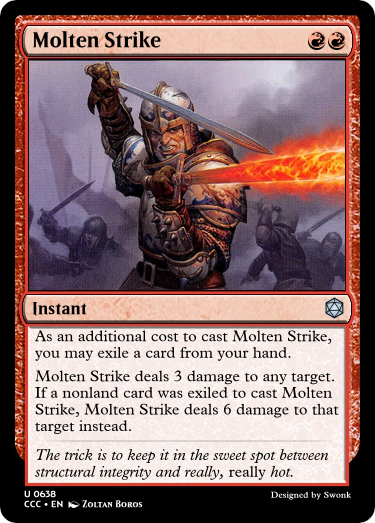 Molten Strike
Instant
As an additional cost to cast Molten Strike,
you may exile a card from your hand.
Molten Strike deals 3 damage to any target.
If a nonland card was exiled to cast Molten
Strike, Molten Strike deals 6 damage to that
target instead.
The trick is to keep it in the sweet spot between
structural integrity and really, really hot.
U 0638
CCC • EN Zoltan Boros
Designed by Swonk